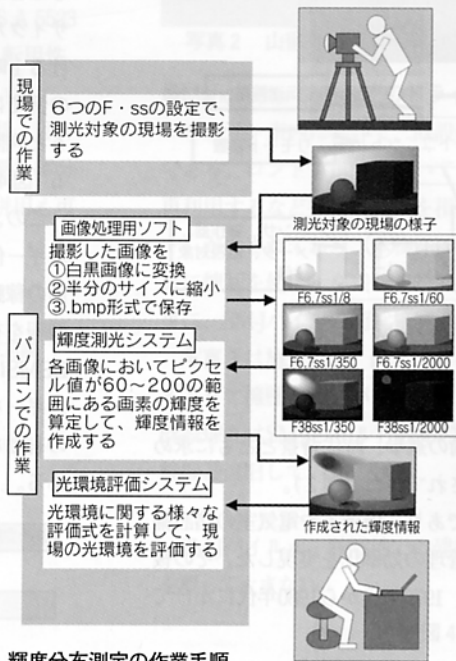 現場での作業
6つのF・ssの設定で、
測光対象の現場を撮影
する
測光対象の現場の様子
画像処理用ソフト
撮影した画像を
①白黒画像に変換
②半分のサイズに縮小
③.bmp形式で保存
F6.7ss1/8
F6.7ss1/60
F6.7ss1/350
F6.7ss1/2000
F38ss1/350
F38ss1/2000
パソコンでの作業
輝度測光システム
各画像においてピクセ
ル値が60〜200の範
囲にある画素の輝度を
算定して、輝度情報を
作成する
作成された輝度情報
光環境評価システム
光環境に関する様々な
評価式を計算して、現
場の光環境を評価する
輝度分布測定の作業手順